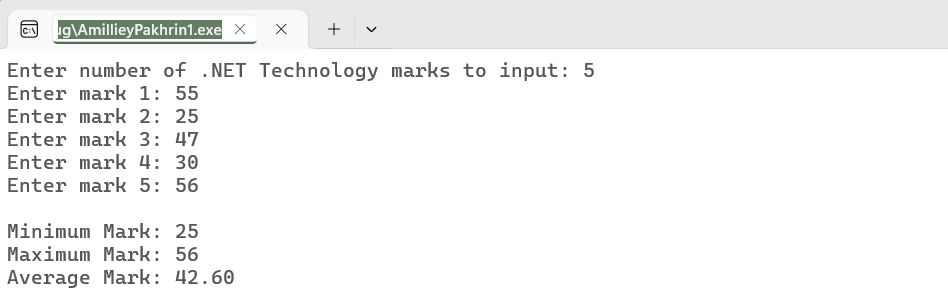 ug\AmillieyPakhrin1.exe
Enter number of .NET Technology marks to input: 5
Enter mark 1: 55
Enter mark 2: 25
Enter mark 3: 47
Enter mark 4: 30
Enter mark 5: 56
Minimum Mark: 25
Maximum Mark: 56
Average Mark: 42.60